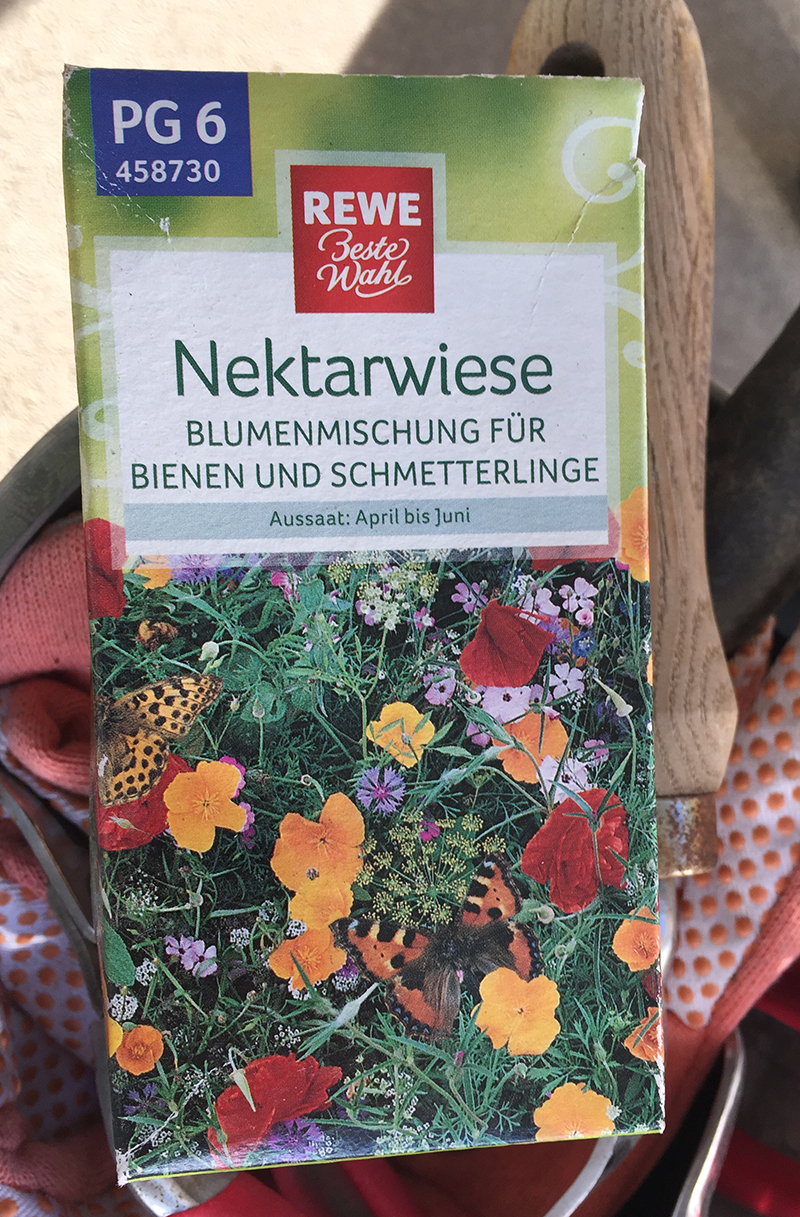 PG 6
458730
REWE
Beste
Wahl
Nektarwiese
BLUMENMISCHUNG FÜR
BIENEN UND SCHMETTERLINGE
Aussaat: April bis Juni